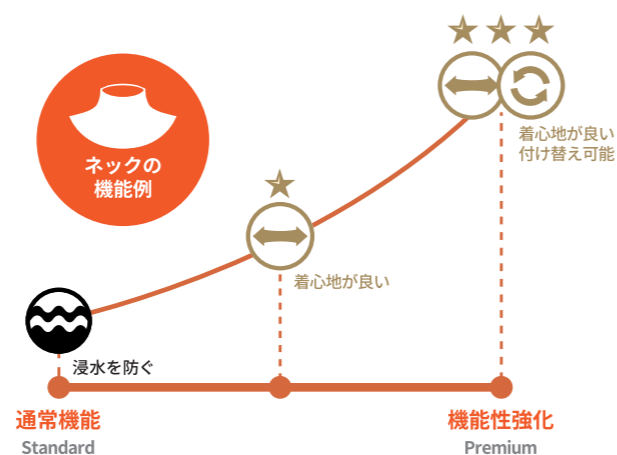 ネックの
機能例
着心地が良い
付け替え可能
着心地が良い
浸水を防ぐ
通常機能
Standard
機能性強化
Premium